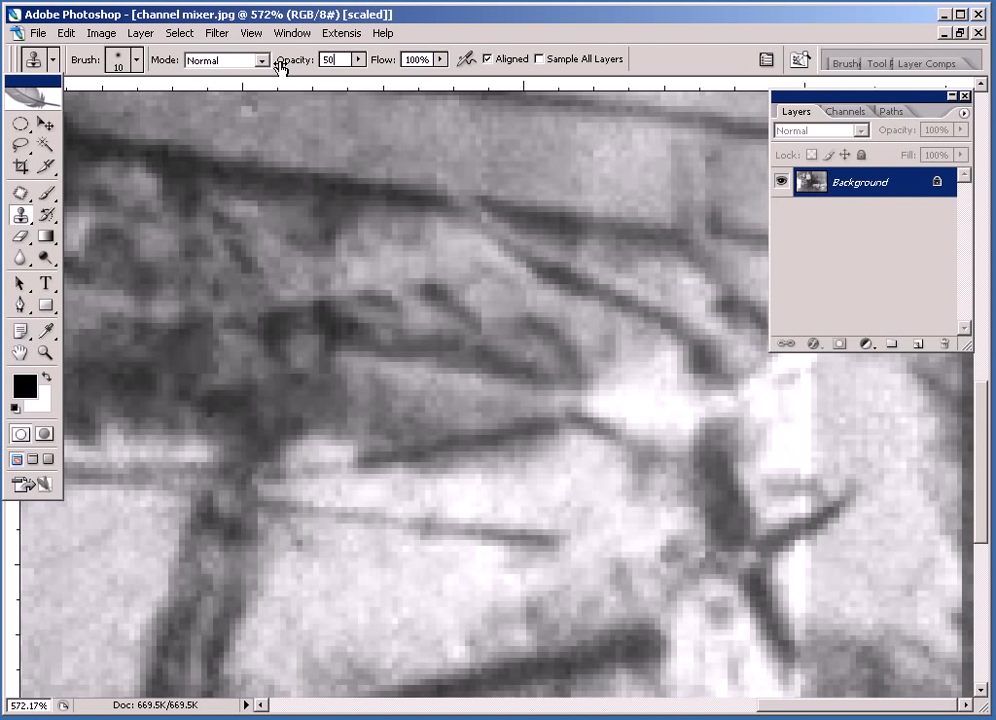 Adobe Photoshop - [channel mixer.jpg @ 572% (RGB/8#) [scaled]]
File Edit Image Layer Select Filter View Window Extensis Help
Brush: 10 Mode: Normal Opacity: 50 Flow: 100% Aligned Sample All Layers Brush Tool Layer Comps
Layers Channels Paths
Normal Opacity: 100%
Lock: Fill: 100%
Background
T
572.17% Doc: 669.5K/669.5K